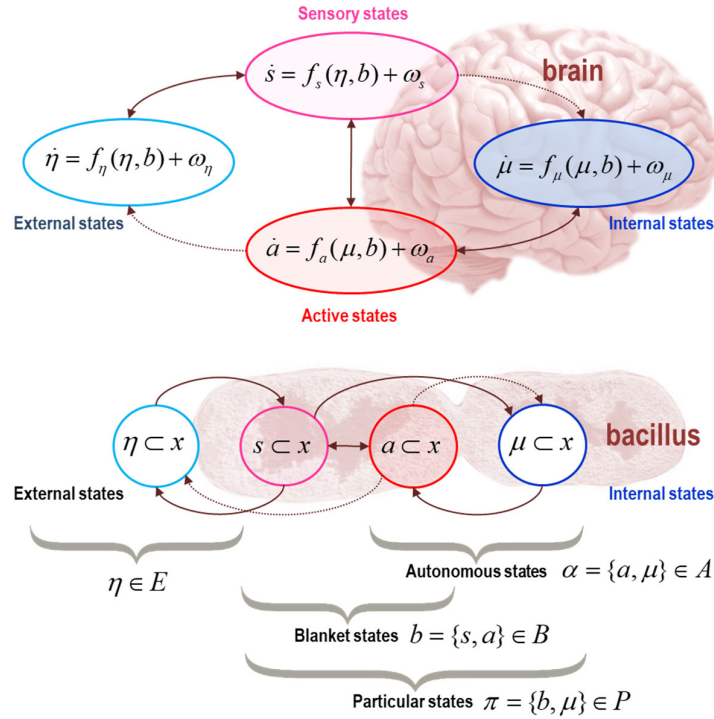 Sensory states
ṡ = f_s(η, b) + ω_s
brain
η̇ = f_η(η, b) + ω_η
μ̇ = f_μ(μ, b) + ω_μ
External states
Internal states
ȧ = f_a(μ, b) + ω_a
Active states
η ⊂ x
s ⊂ x
a ⊂ x
μ ⊂ x
bacillus
External states
Internal states
η ∈ E
Autonomous states α = {a, μ} ∈ A
Blanket states b = {s, a} ∈ B
Particular states π = {b, μ} ∈ P